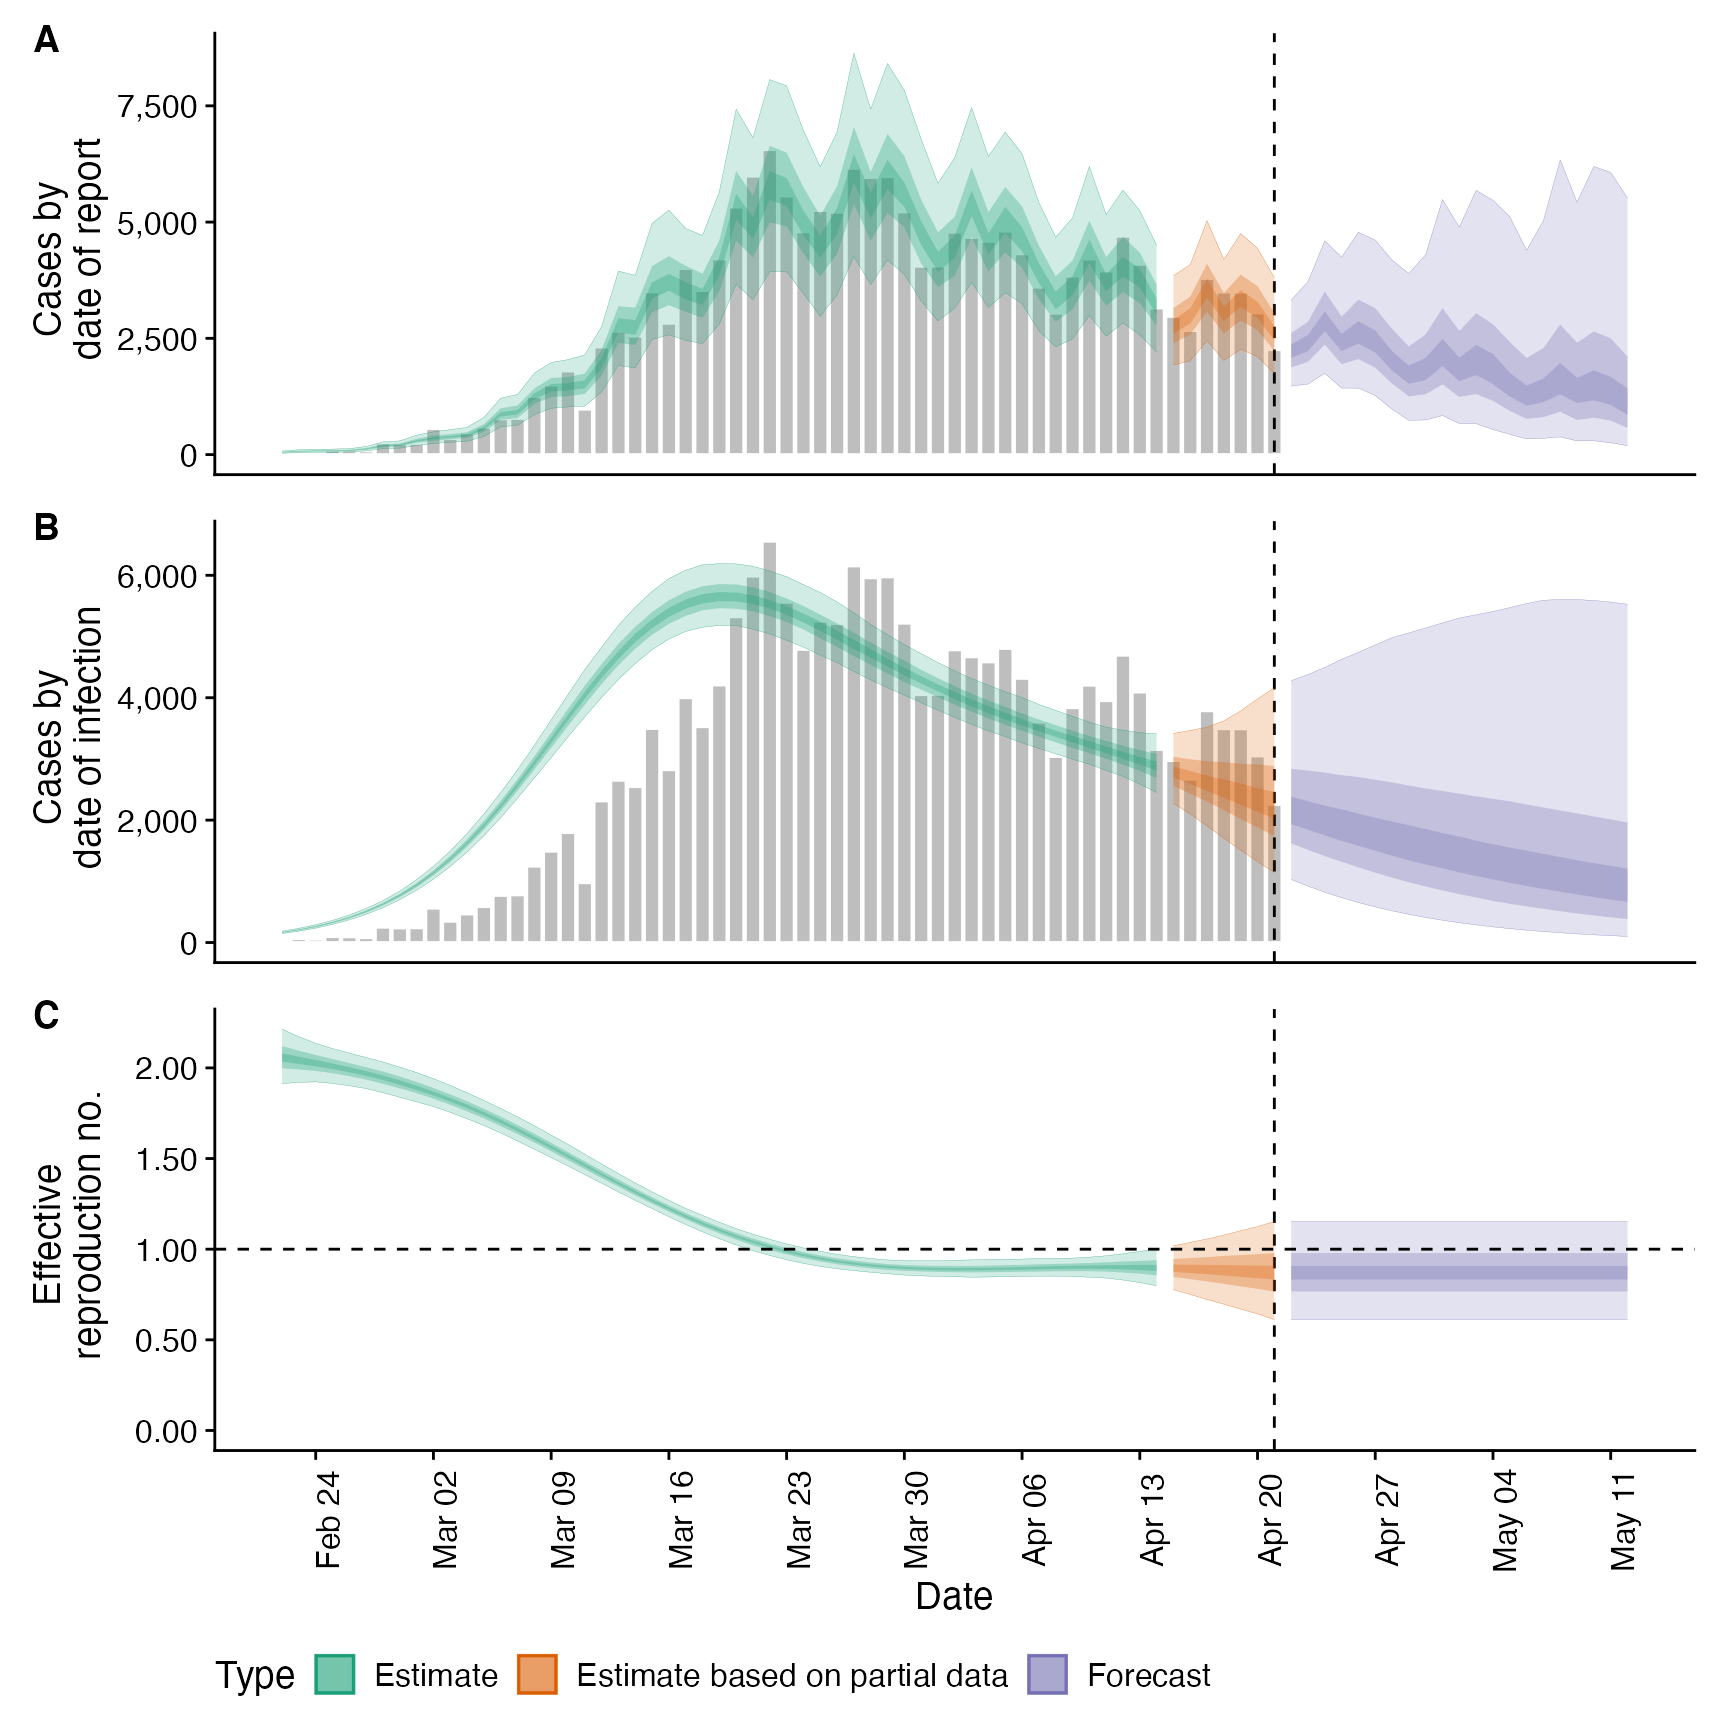 A
Cases by
date of report
7,500
5,000
2,500
0
B
Cases by
date of infection
6,000
4,000
2,000
0
C
Effective
reproduction no.
2.00
1.50
1.00
0.50
0.00
Feb 24
Mar 02
Mar 09
Mar 16
Mar 23
Mar 30
Apr 06
Apr 13
Apr 20
Apr 27
May 04
May 11
Date
Type Estimate Estimate based on partial data Forecast